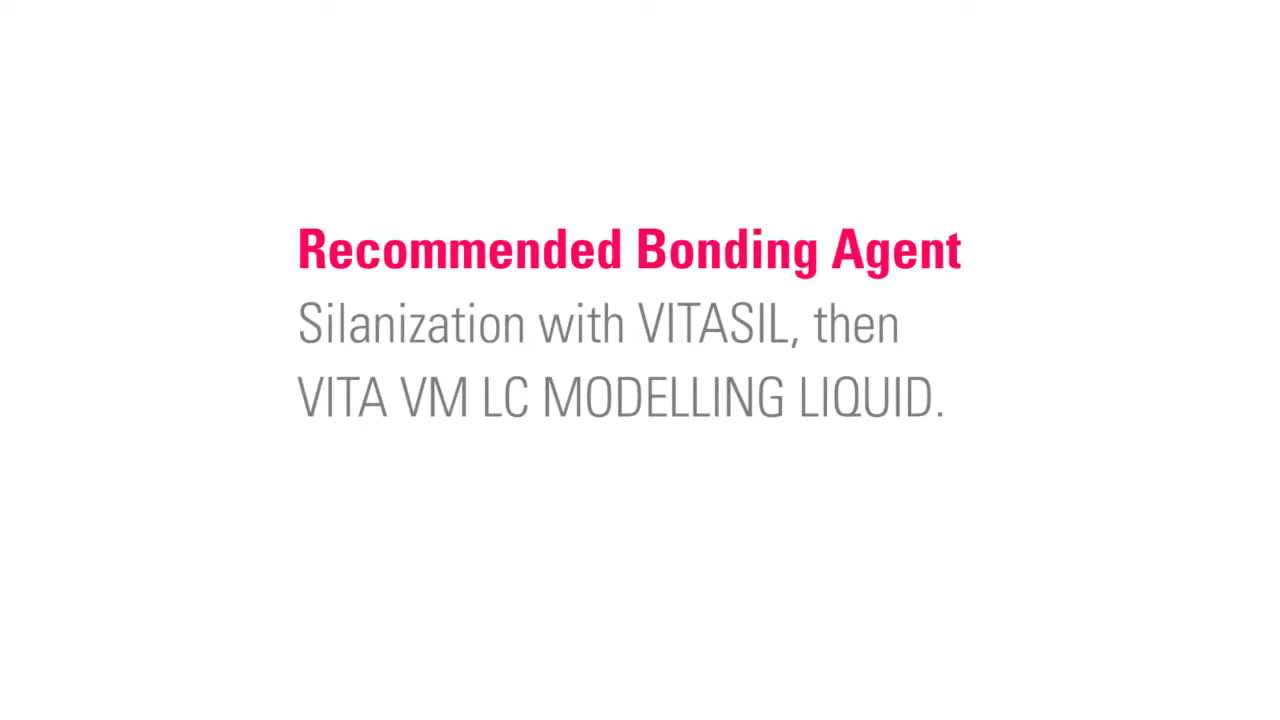 Recommended Bonding Agent
Silanization with VITASIL, then
VITA VM LC MODELLING LIQUID.